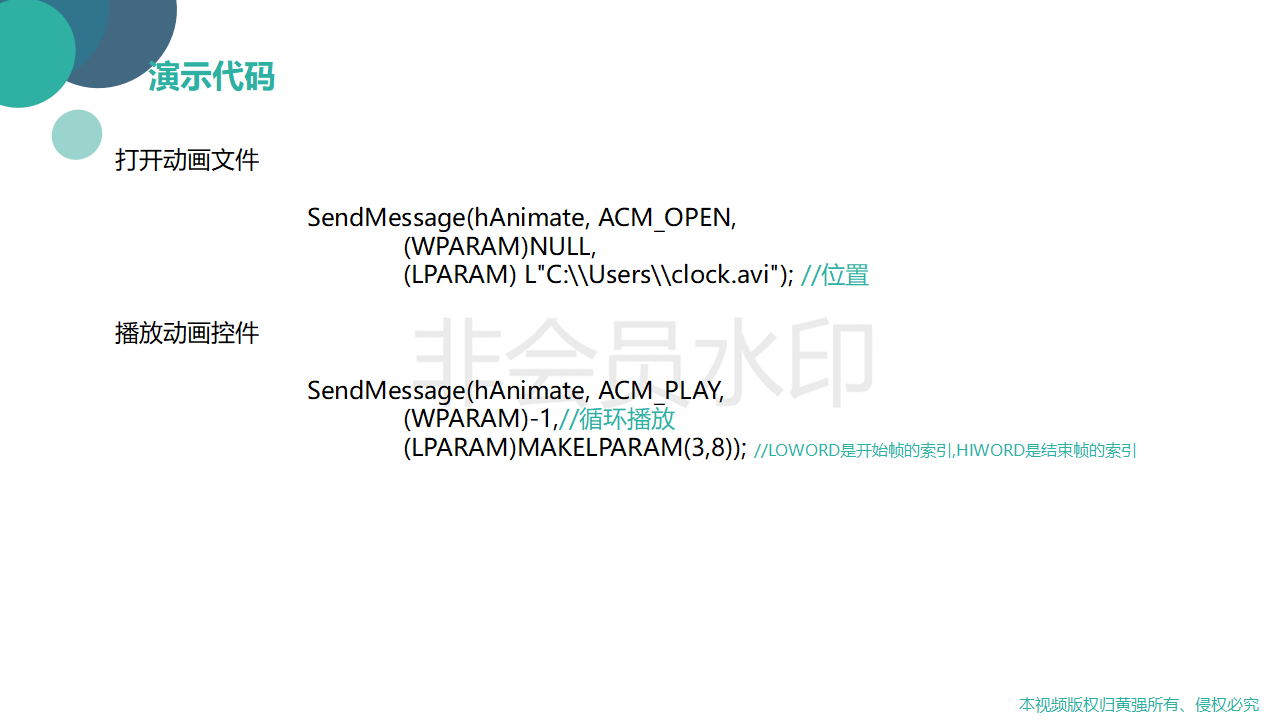 演示代码
打开动画文件
SendMessage(hAnimate, ACM_OPEN,
(WPARAM)NULL,
(LPARAM) L"C:\\Users\\clock.avi"); //位置
播放动画控件
非会员水印
SendMessage(hAnimate, ACM_PLAY,
(WPARAM)-1,//循环播放
(LPARAM)MAKELPARAM(3,8)); //LOWORD是开始帧的索引,HIWORD是结束帧的索引
本视频版权归黄强所有、侵权必究